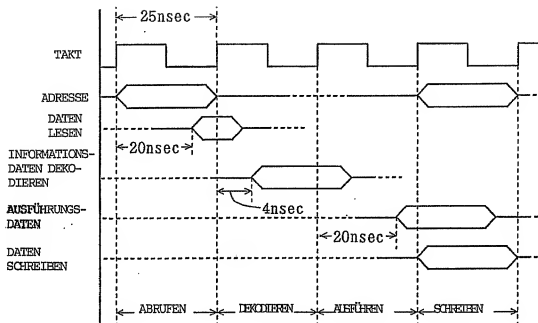 25nsec
TAKT
ADRESSE
DATEN
LESEN
20nsec
INFORMATIONS-
DATEN DEKO-
DIEREN
4nsec
AUSFÜHRUNGS-
DATEN
20nsec
DATEN
SCHREIBEN
ABRUFEN
DEKODIEREN
AUSFÜHREN
SCHREIBEN